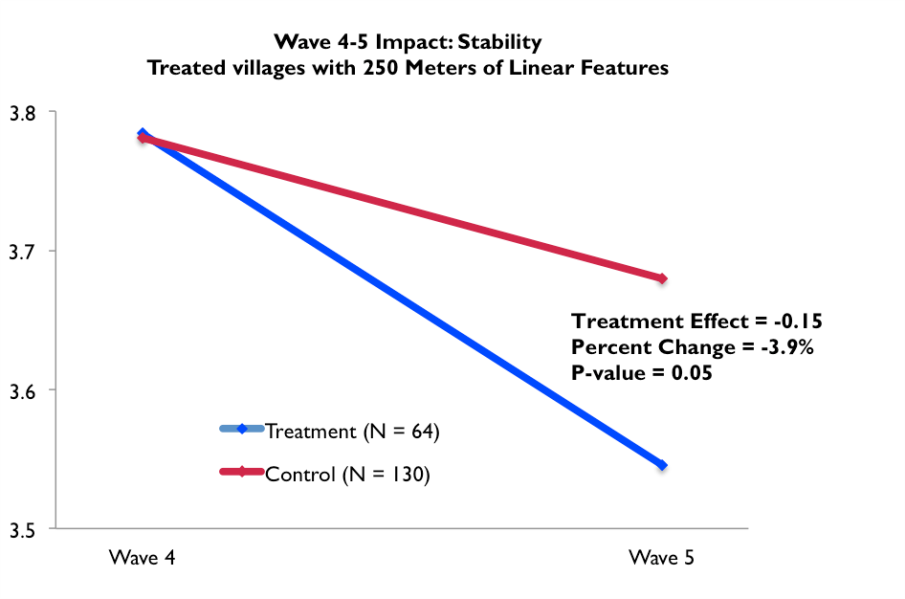 Wave 4-5 Impact: Stability
Treated villages with 250 Meters of Linear Features
3.8
3.7
3.6
3.5
Treatment Effect = -0.15
Percent Change = -3.9%
P-value = 0.05
Treatment (N = 64)
Control (N = 130)
Wave 4
Wave 5